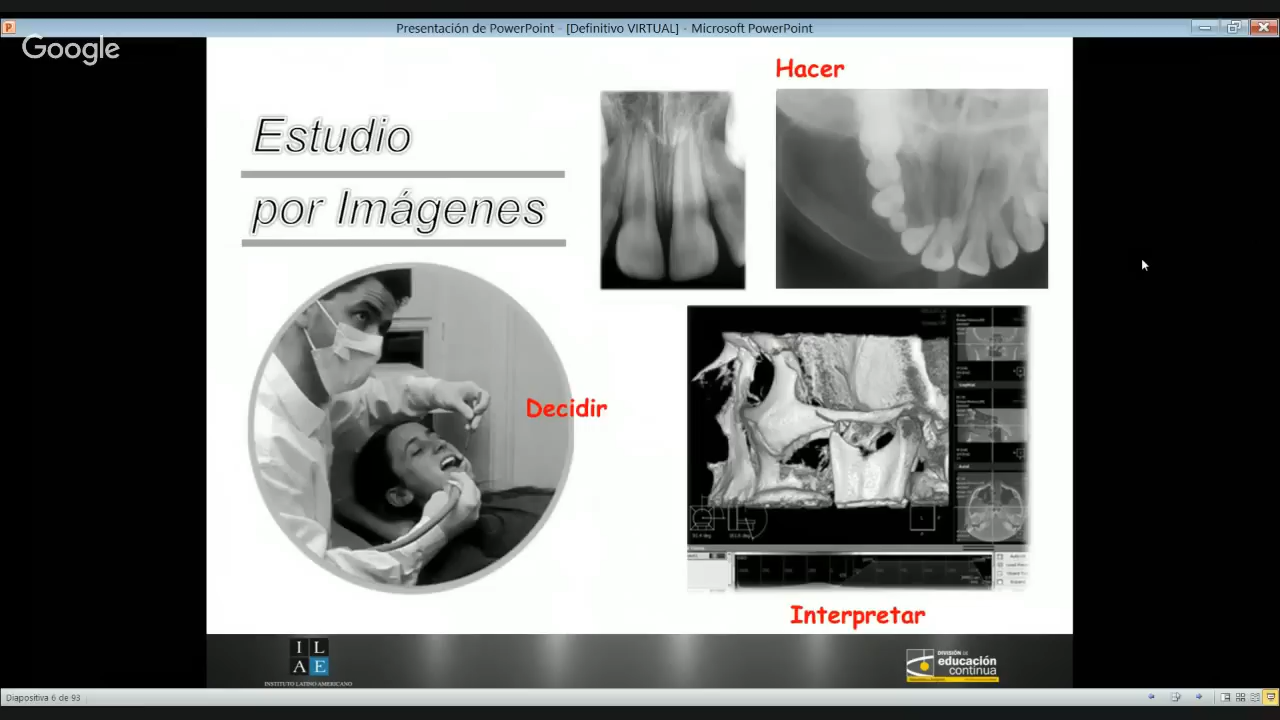 Presentación de PowerPoint - [Definitivo VIRTUAL] - Microsoft PowerPoint
Google
Hacer
Estudio
por Imágenes
Decidir
Interpretar
I L
A E
INSTITUTO LATINO AMERICANO
DIVISIÓN DE
educación
continua
Diapositiva 6 de 93